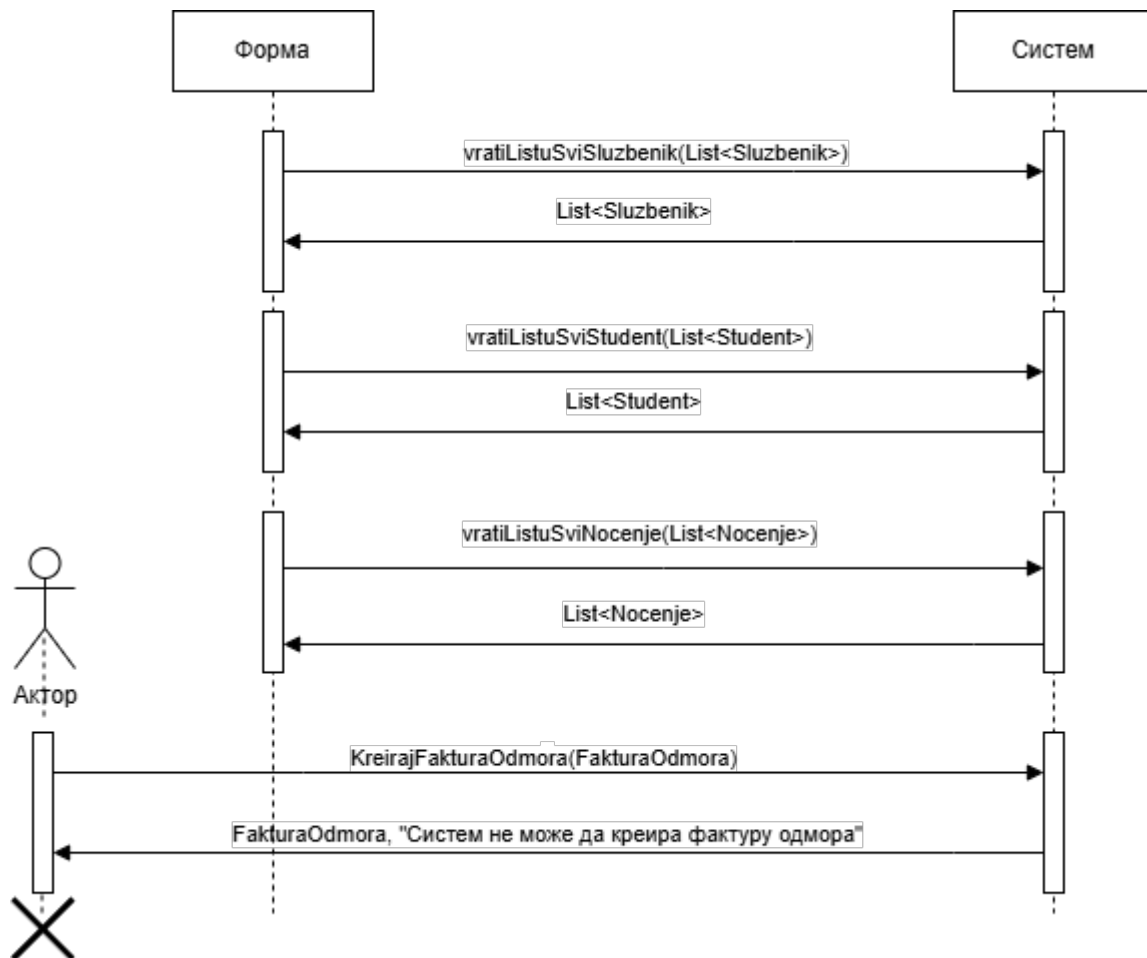 Форма
Систем
vratiListuSviSluzbenik(List<Sluzbenik>)
List<Sluzbenik>
vratiListuSviStudent(List<Student>)
List<Student>
vratiListuSviNocenje(List<Nocenje>)
List<Nocenje>
Актор
KreirajFakturaOdmora(FakturaOdmora)
FakturaOdmora, "Систем не може да креира фактуру одмора"